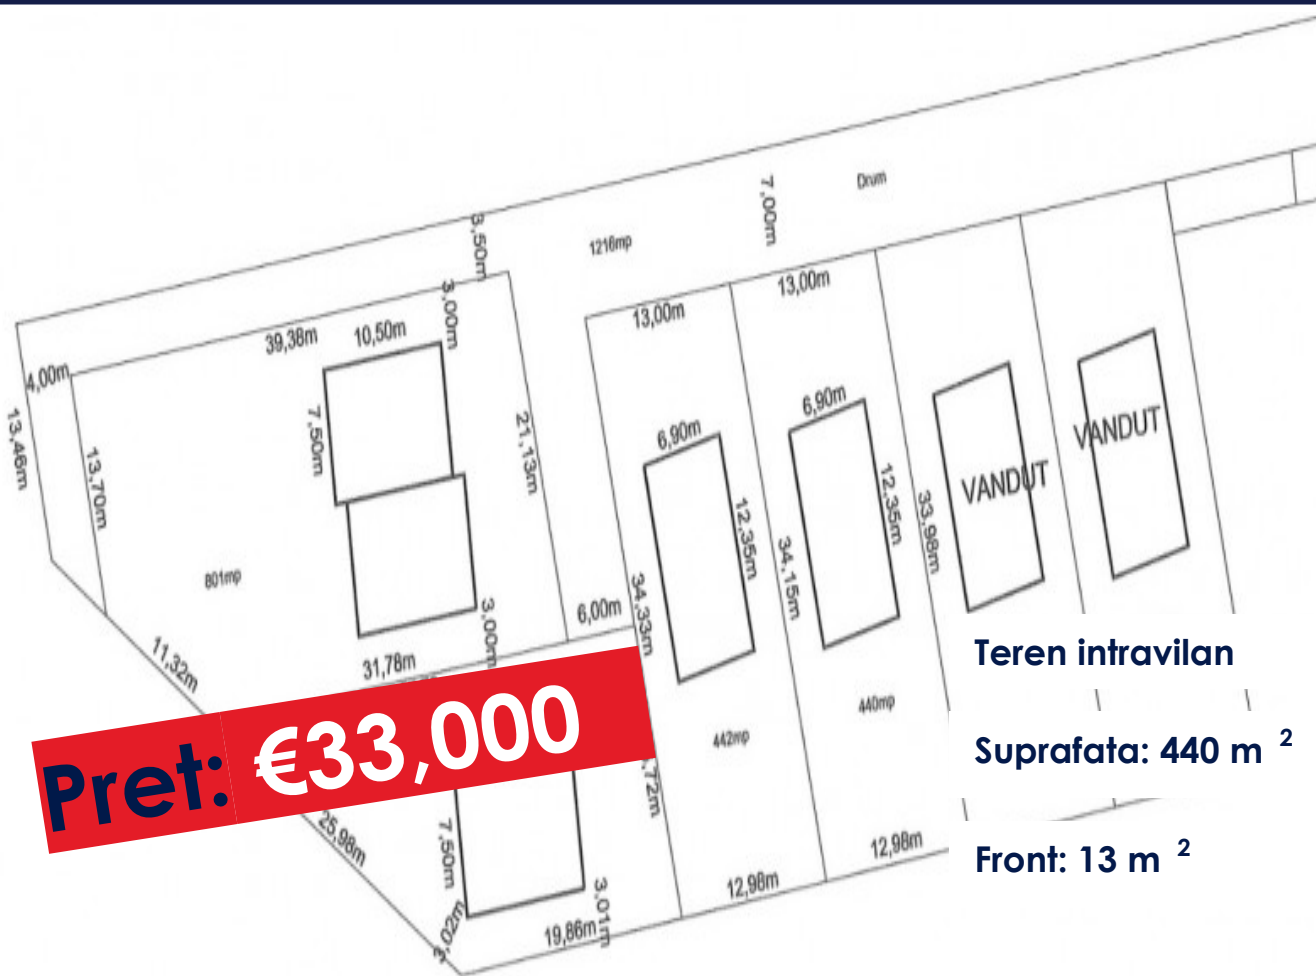 Drum
7,00m
3,50m
1216mp
13,00m
13,00m
3,00m
39,38m
10,50m
4,00m
13,46m
13,70m
7,50m
21,13m
6,90m
6,90m
12,35m
12,35m
34,33m
34,15m
33,98m
VANDUT
VANDUT
801mp
6,00m
3,00m
31,78m
11,32m
Pret: €33,000
,72m
442mp
440mp
25,98m
7,50m
3,02m
19,86m
3,01m
12,98m
12,98m
Teren intravilan
Suprafata: 440 m 2
Front: 13 m 2